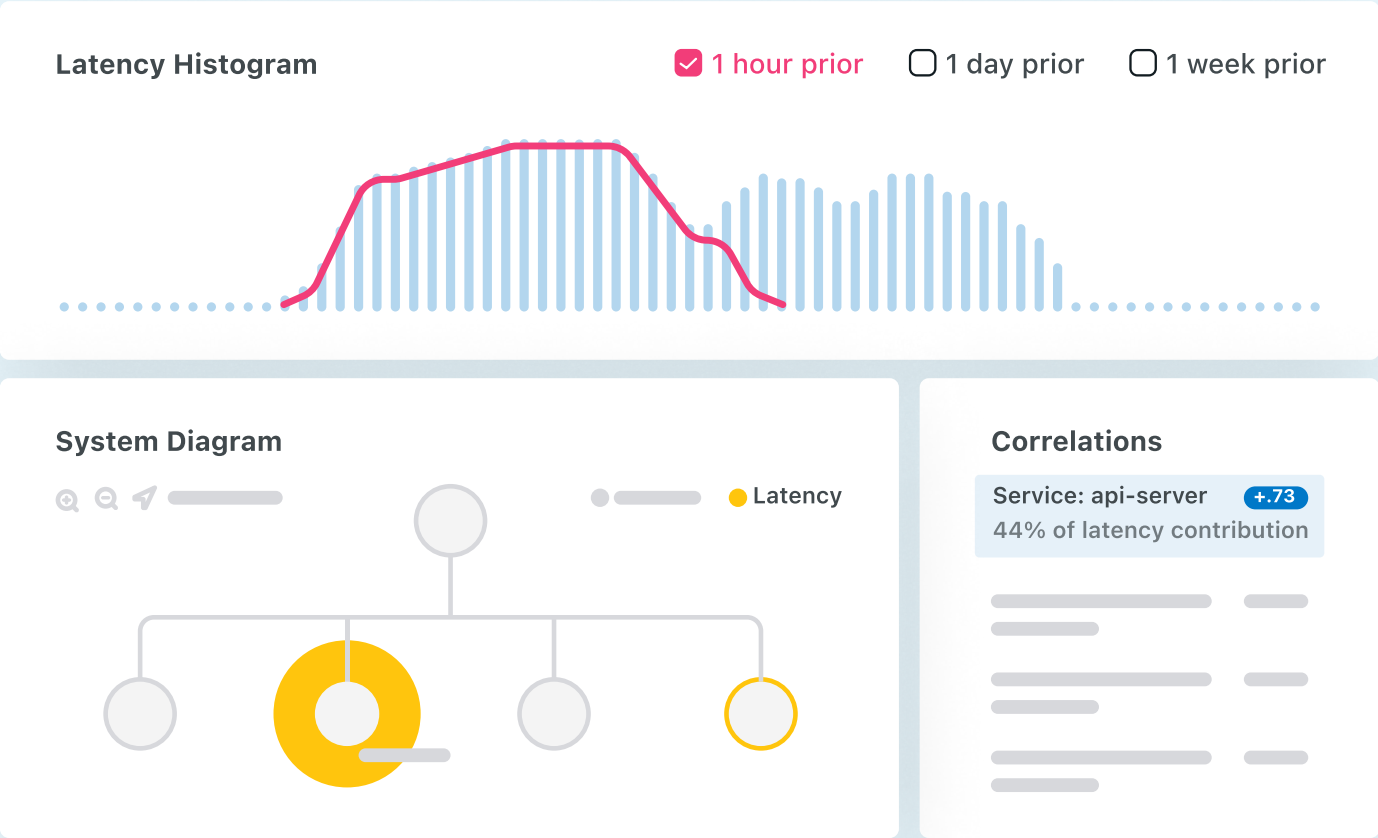 Latency Histogram
1 hour prior
1 day prior
1 week prior
System Diagram
Latency
Correlations
Service: api-server
+.73
44% of latency contribution